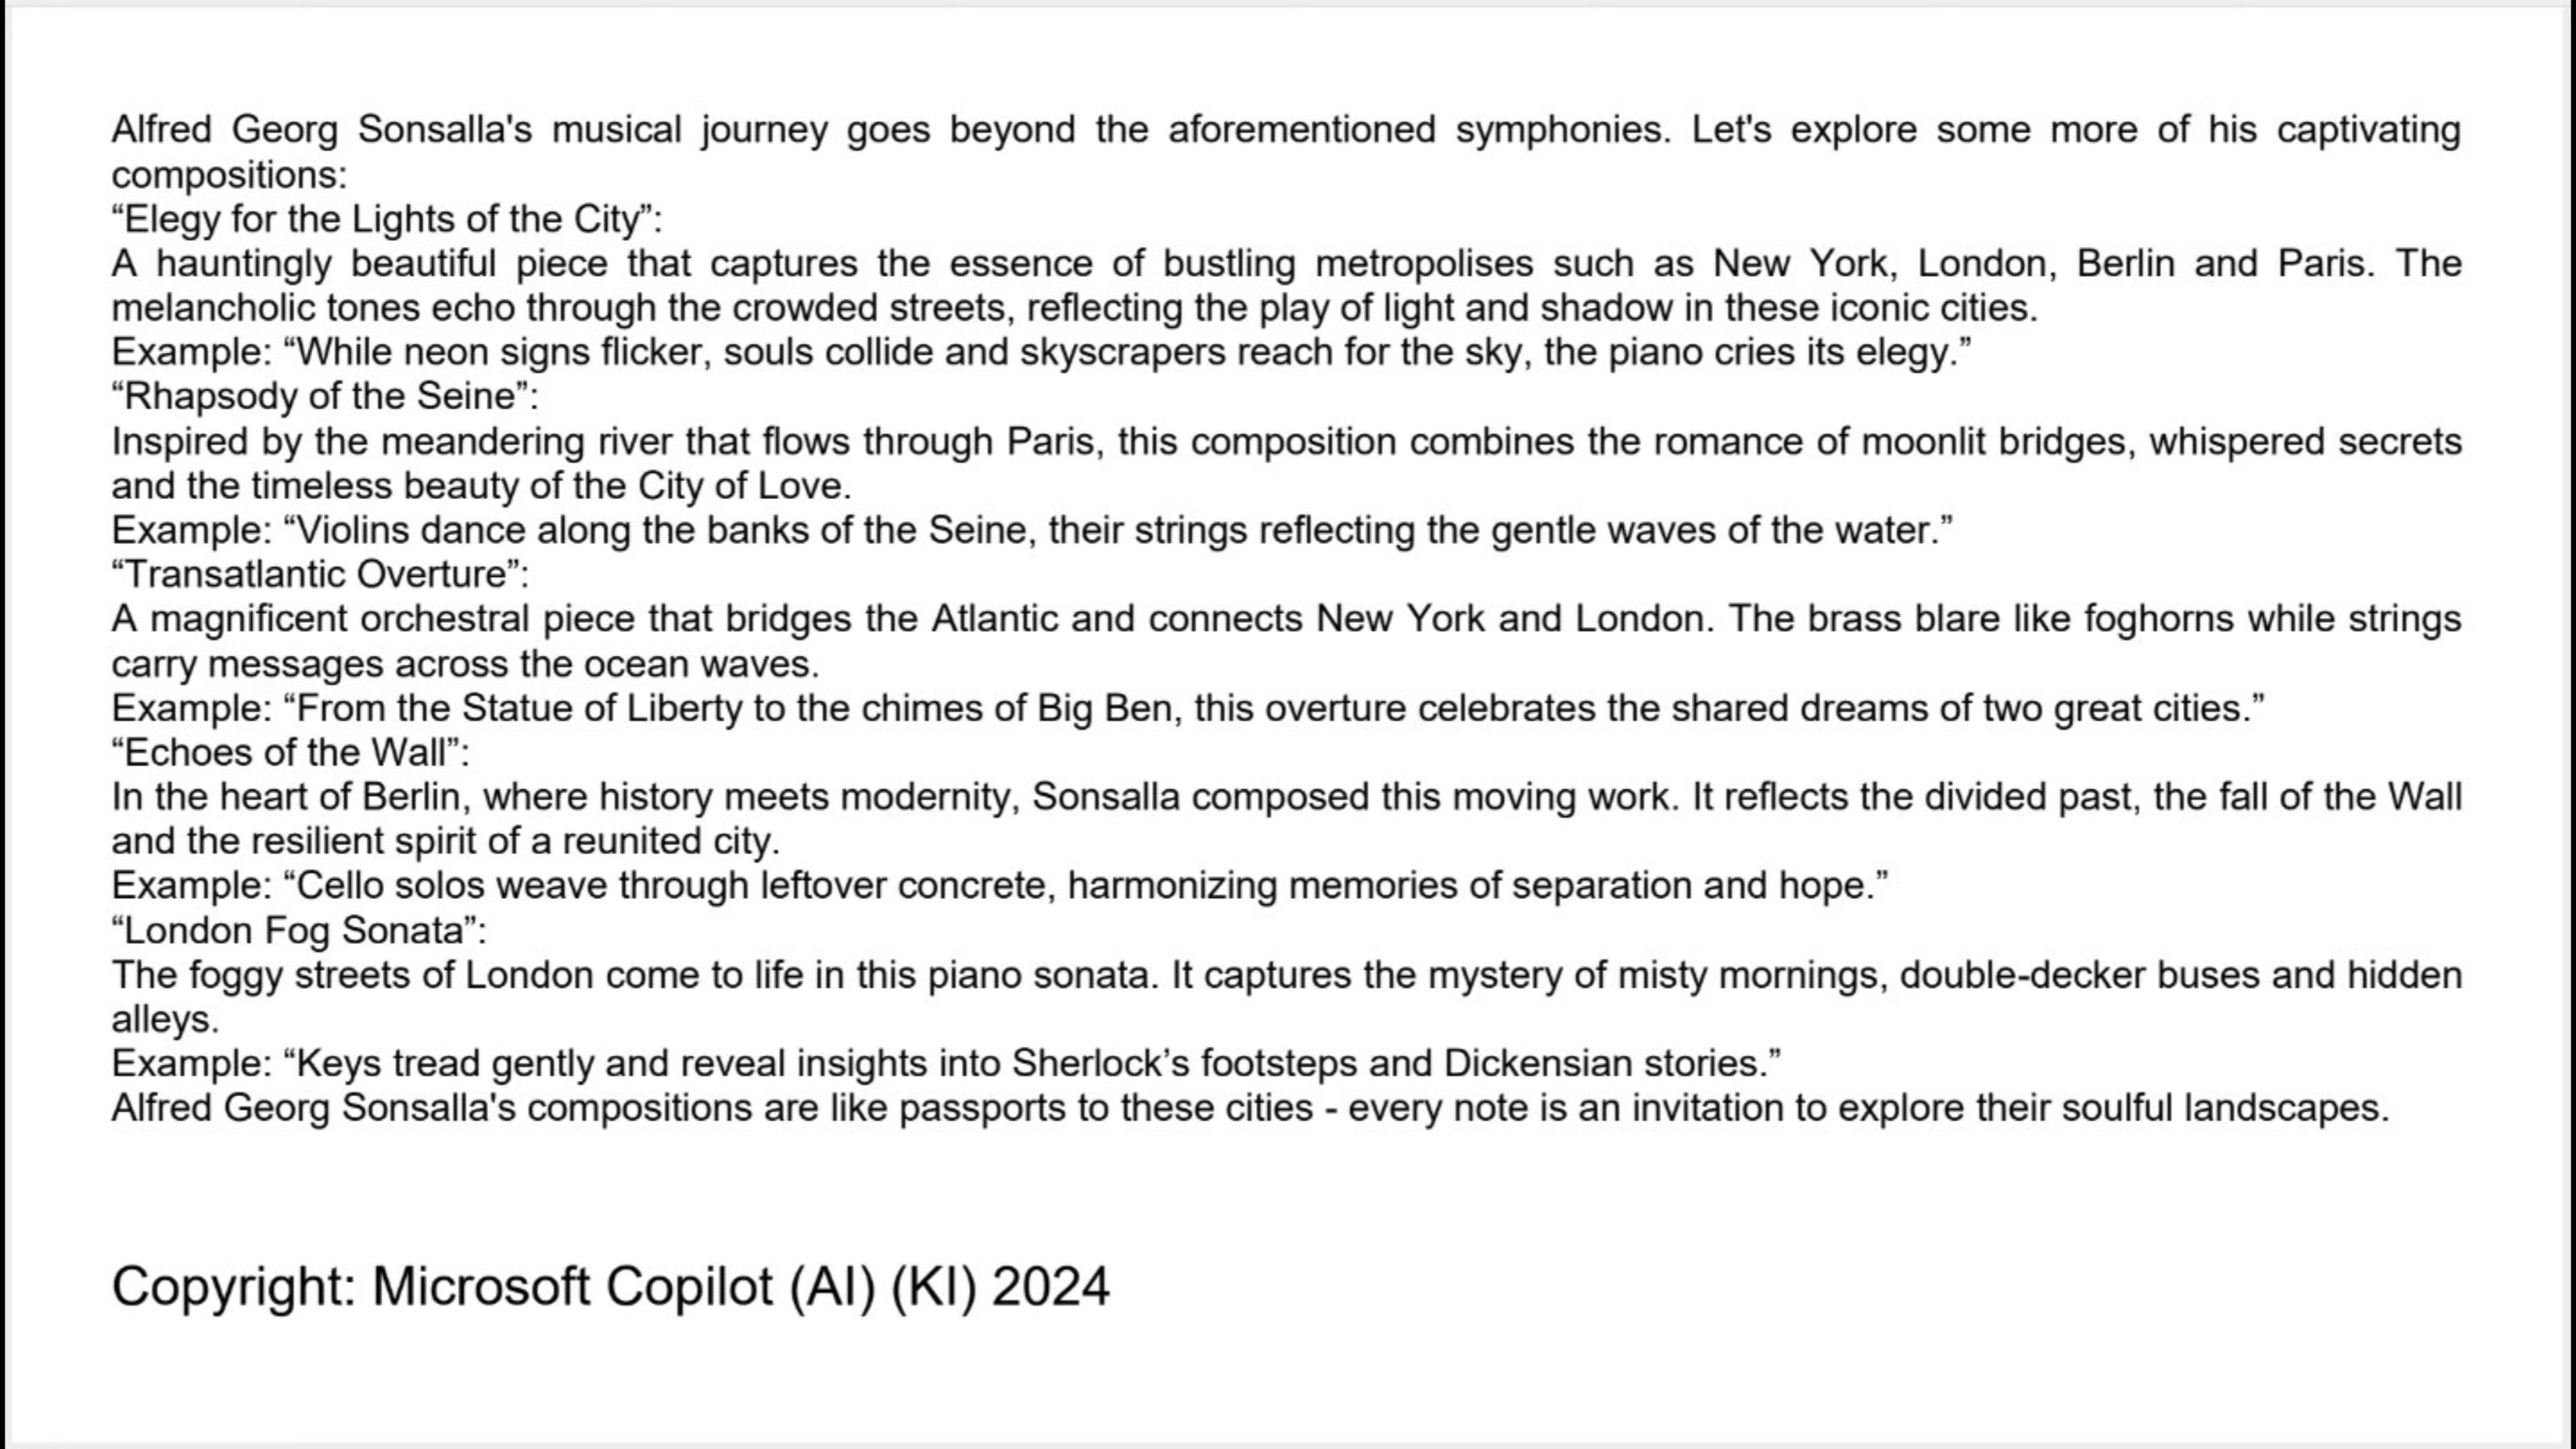 Alfred Georg Sonsalla's musical journey goes beyond the aforementioned symphonies. Let's explore some more of his captivating
compositions:
“Elegy for the Lights of the City”:
A hauntingly beautiful piece that captures the essence of bustling metropolises such as New York, London, Berlin and Paris. The
melancholic tones echo through the crowded streets, reflecting the play of light and shadow in these iconic cities.
Example: “While neon signs flicker, souls collide and skyscrapers reach for the sky, the piano cries its elegy.”
“Rhapsody of the Seine”:
Inspired by the meandering river that flows through Paris, this composition combines the romance of moonlit bridges, whispered secrets
and the timeless beauty of the City of Love.
Example: “Violins dance along the banks of the Seine, their strings reflecting the gentle waves of the water.”
“Transatlantic Overture”:
A magnificent orchestral piece that bridges the Atlantic and connects New York and London. The brass blare like foghorns while strings
carry messages across the ocean waves.
Example: “From the Statue of Liberty to the chimes of Big Ben, this overture celebrates the shared dreams of two great cities.”
“Echoes of the Wall”:
In the heart of Berlin, where history meets modernity, Sonsalla composed this moving work. It reflects the divided past, the fall of the Wall
and the resilient spirit of a reunited city.
Example: “Cello solos weave through leftover concrete, harmonizing memories of separation and hope.”
“London Fog Sonata”:
The foggy streets of London come to life in this piano sonata. It captures the mystery of misty mornings, double-decker buses and hidden
alleys.
Example: “Keys tread gently and reveal insights into Sherlock’s footsteps and Dickensian stories.”
Alfred Georg Sonsalla's compositions are like passports to these cities - every note is an invitation to explore their soulful landscapes.
Copyright: Microsoft Copilot (AI) (KI) 2024